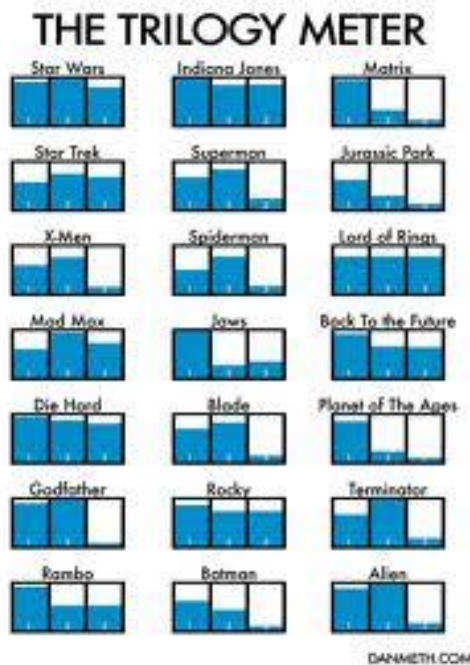 THE TRILOGY METER
Star Wars Indiana Jones Matrix
Star Trek Superman Jurassic Park
X-Men Spiderman Lord of Rings
Mad Max Jaws Back To the Future
Die Hard Blade Planet of The Apes
Godfather Rocky Terminator
Rambo Batman Alien
DANMETH.COM